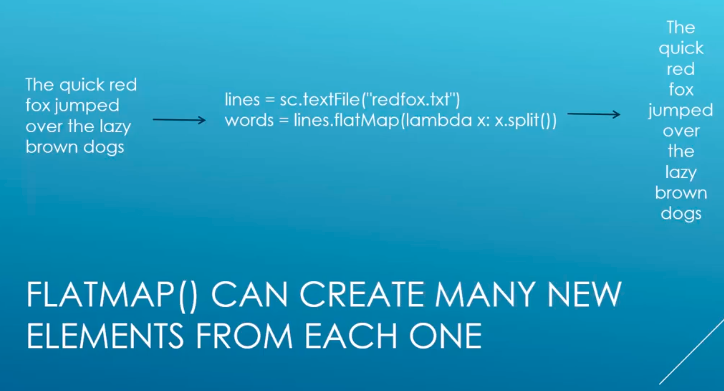 The quick red
fox jumped
over the lazy
brown dogs
lines = sc.textFile("redfox.txt")
words = lines.flatMap(lambda x: x.split())
The
quick
red
fox
jumped
over
the
lazy
brown
dogs
FLATMAP() CAN CREATE MANY NEW
ELEMENTS FROM EACH ONE